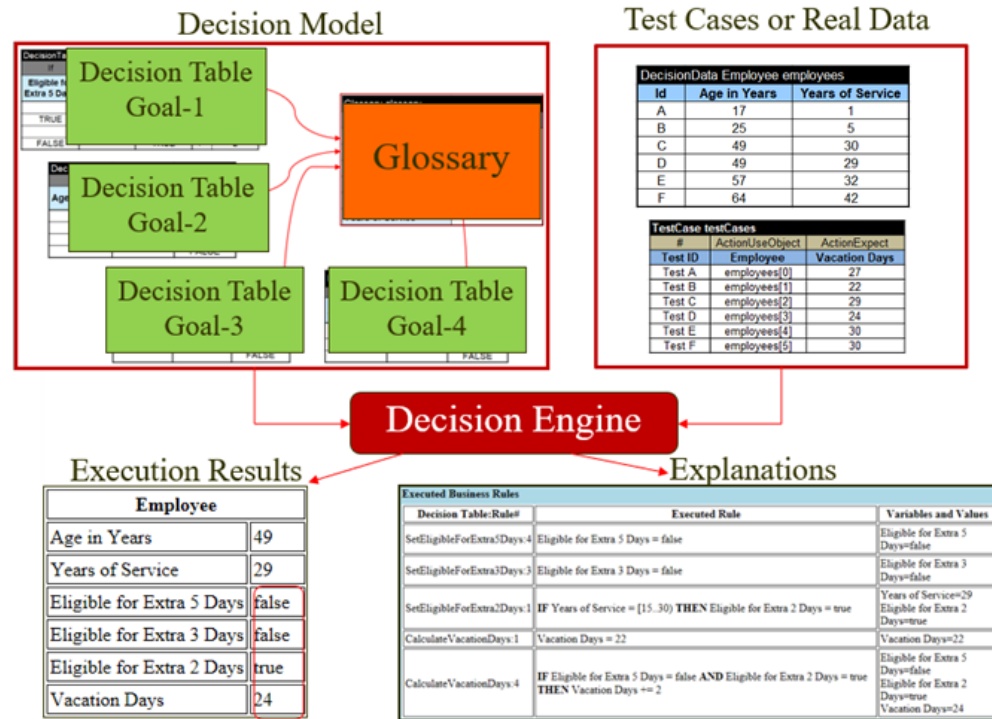 Decision Model
Test Cases or Real Data
DecisionTa
If
Eligible fo
Extra 5 Da
TRUE
FALSE
Decision Table
Goal-1
Glossary
Dec
Age
Decision Table
Goal-2
FALSE
Decision Table
Goal-3
FALSE
Decision Table
Goal-4
FALSE
DecisionData Employee employees
Id Age in Years Years of Service
A 17 1
B 25 5
C 49 30
D 49 29
E 57 32
F 64 42
TestCase testCases
# ActionUseObject ActionExpect
Test ID Employee Vacation Days
Test A employees[0] 27
Test B employees[1] 22
Test C employees[2] 29
Test D employees[3] 24
Test E employees[4] 30
Test F employees[5] 30
Decision Engine
Execution Results
Employee
Age in Years 49
Years of Service 29
Eligible for Extra 5 Days false
Eligible for Extra 3 Days false
Eligible for Extra 2 Days true
Vacation Days 24
Explanations
Executed Business Rules
Decision Table:Rule# Executed Rule Variables and Values
SetEligibleForExtra5Days:4 Eligible for Extra 5 Days = false Eligible for Extra 5
Days=false
SetEligibleForExtra3Days:3 Eligible for Extra 3 Days = false Eligible for Extra 3
Days=false
SetEligibleForExtra2Days:1 IF Years of Service = [15..30) THEN Eligible for Extra 2 Days = true Years of Service=29
Eligible for Extra 2
Days=true
CalculateVacationDays:1 Vacation Days = 22 Vacation Days=22
CalculateVacationDays:4 IF Eligible for Extra 5 Days = false AND Eligible for Extra 2 Days = true
THEN Vacation Days += 2
Eligible for Extra 5
Days=false
Eligible for Extra 2
Days=true
Vacation Days=24